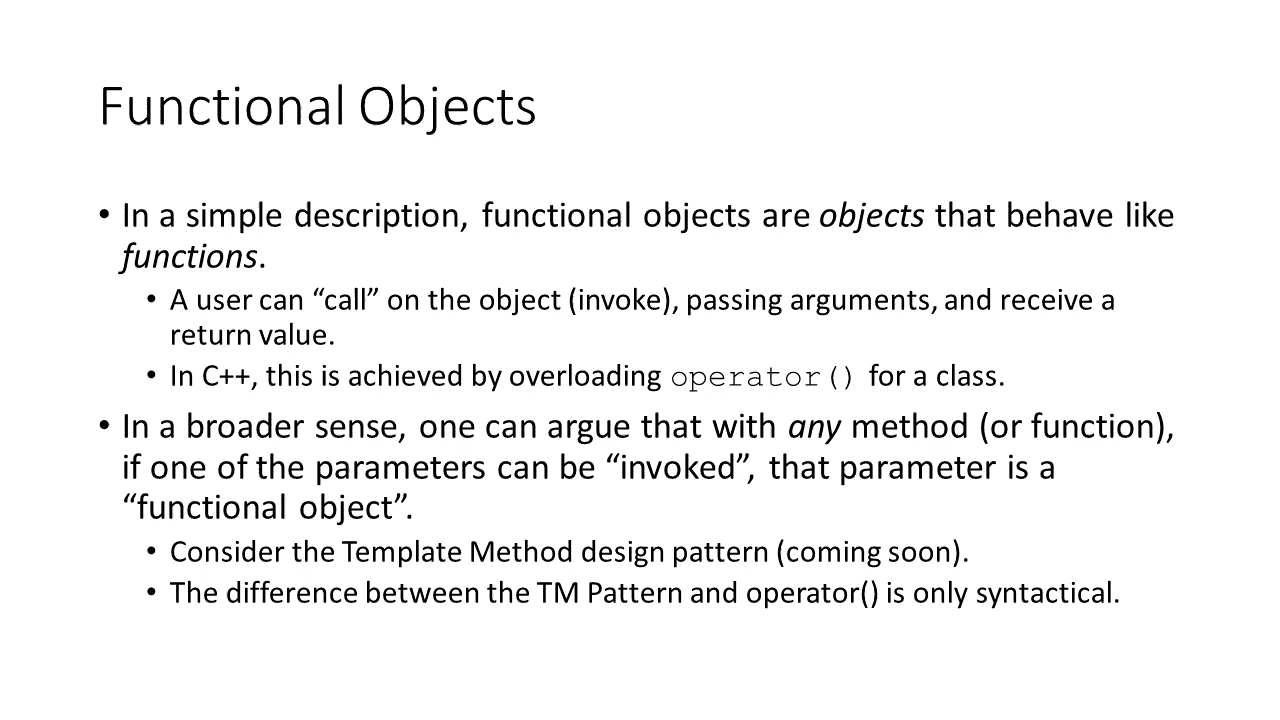 Functional Objects
• In a simple description, functional objects are objects that behave like
functions.
• A user can “call” on the object (invoke), passing arguments, and receive a
return value.
• In C++, this is achieved by overloading operator() for a class.
• In a broader sense, one can argue that with any method (or function),
if one of the parameters can be “invoked”, that parameter is a
“functional object”.
• Consider the Template Method design pattern (coming soon).
• The difference between the TM Pattern and operator() is only syntactical.